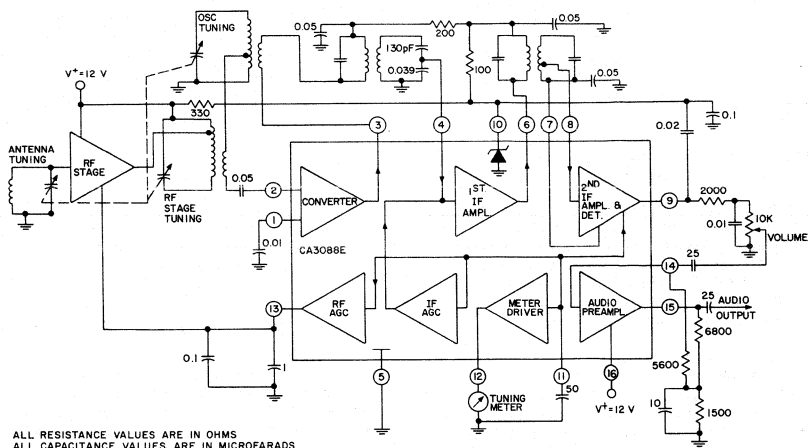 OSC
TUNING
0.05
200
0.05
130pF
0.039
100
0.05
V+=12 V
330
0.1
0.02
ANTENNA
TUNING
RF
STAGE
3
4
10
6
7
8
RF
STAGE
TUNING
0.05
2
1
0.01
CONVERTER
CA3088E
1ST.
IF
AMPL.
2ND
IF AMPL. &
DET.
9
2000
0.01
10K
VOLUME
25
14
13
RF
AGC
IF
AGC
METER
DRIVER
AUDIO
PREAMPL.
15
25
AUDIO
OUTPUT
6800
5600
0.1
1
5
12
11
50
16
TUNING
METER
V+=12 V
10
1500
ALL RESISTANCE VALUES ARE IN OHMS
ALL CAPACITANCE VALUES ARE IN MICROFARADS